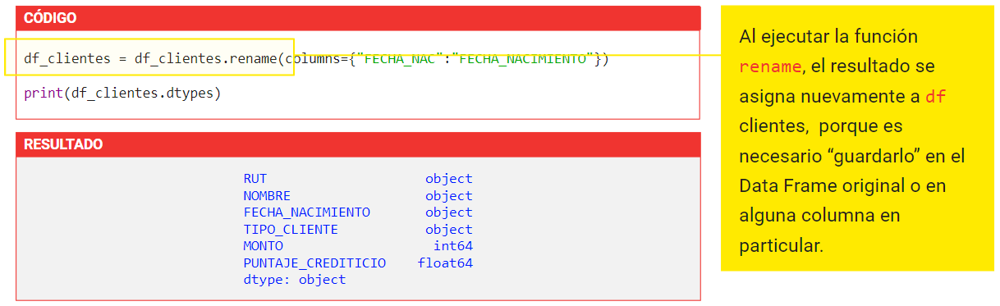 CÓDIGO
df_clientes = df_clientes.rename(columns={"FECHA_NAC":"FECHA_NACIMIENTO"})
print(df_clientes.dtypes)
RESULTADO
RUT object
NOMBRE object
FECHA_NACIMIENTO object
TIPO_CLIENTE object
MONTO int64
PUNTAJE_CREDITICIO float64
dtype: object
Al ejecutar la función
rename, el resultado se
asigna nuevamente a df
clientes, porque es
necesario “guardarlo” en el
Data Frame original o en
alguna columna en
particular.